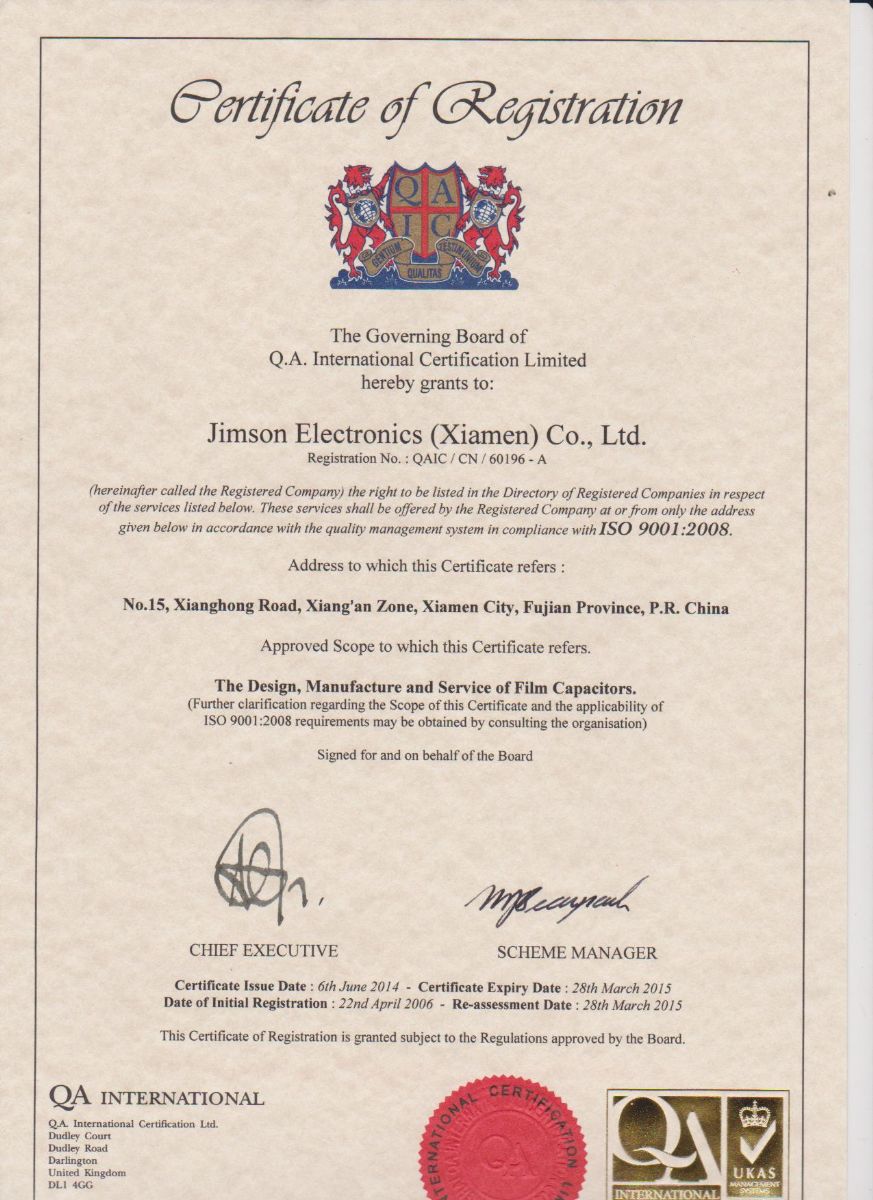 Certificate of Registration
QA
IC
GENTIUM QUALITAS TESTIMONIUM
The Governing Board of
Q.A. International Certification Limited
hereby grants to:
Jimson Electronics (Xiamen) Co., Ltd.
Registration No. : QAIC / CN / 60196 - A
(hereinafter called the Registered Company) the right to be listed in the Directory of Registered Companies in respect
of the services listed below. These services shall be offered by the Registered Company at or from only the address
given below in accordance with the quality management system in compliance with ISO 9001:2008.
Address to which this Certificate refers :
No.15, Xianghong Road, Xiang'an Zone, Xiamen City, Fujian Province, P.R. China
Approved Scope to which this Certificate refers.
The Design, Manufacture and Service of Film Capacitors.
(Further clarification regarding the Scope of this Certificate and the applicability of
ISO 9001:2008 requirements may be obtained by consulting the organisation)
Signed for and on behalf of the Board
CHIEF EXECUTIVE
SCHEME MANAGER
Certificate Issue Date : 6th June 2014 - Certificate Expiry Date : 28th March 2015
Date of Initial Registration : 22nd April 2006 - Re-assessment Date : 28th March 2015
This Certificate of Registration is granted subject to the Regulations approved by the Board.
QA INTERNATIONAL
Q.A. International Certification Ltd.
Dudley Court
Dudley Road
Darlington
United Kingdom
DL1 4GG
CERTIFICATION
QA
INTERNATIONAL
UKAS
MANAGEMENT
SYSTEMS